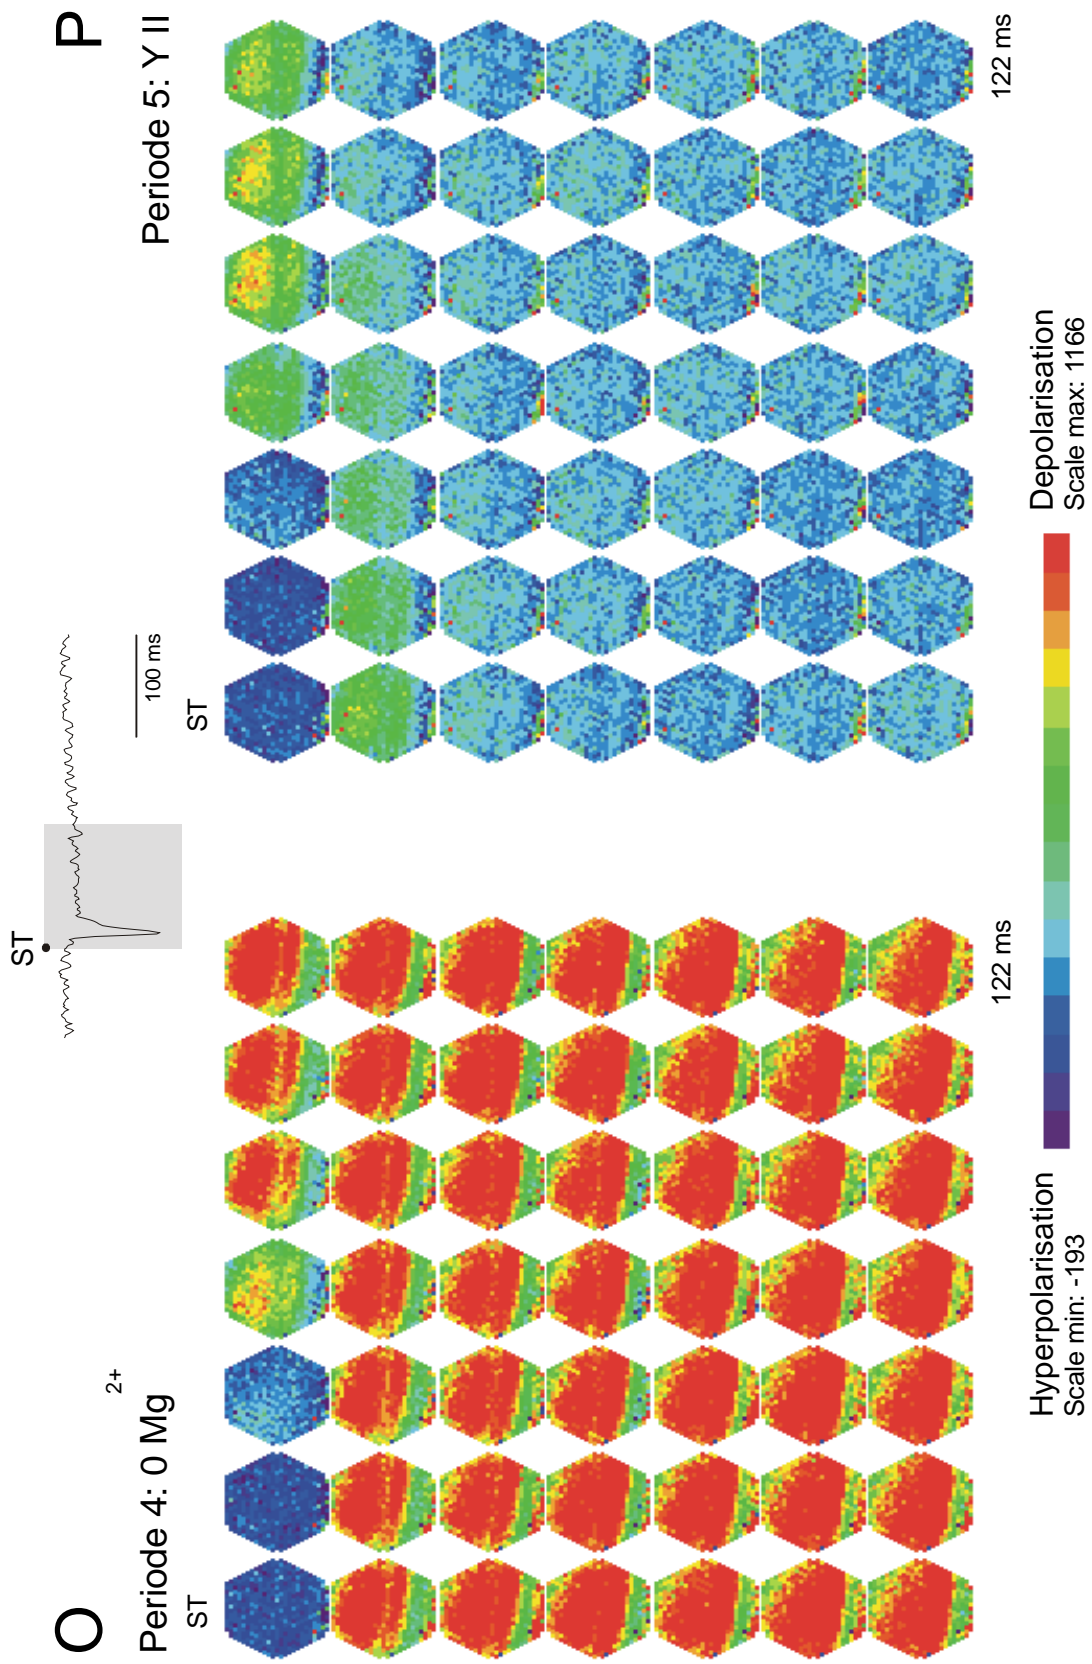 O
Periode 4: 0 Mg 2+
ST
122 ms
ST
100 ms
P
Periode 5: Y II
ST
122 ms
Hyperpolarisation
Scale min: -193
Depolarisation
Scale max: 1166